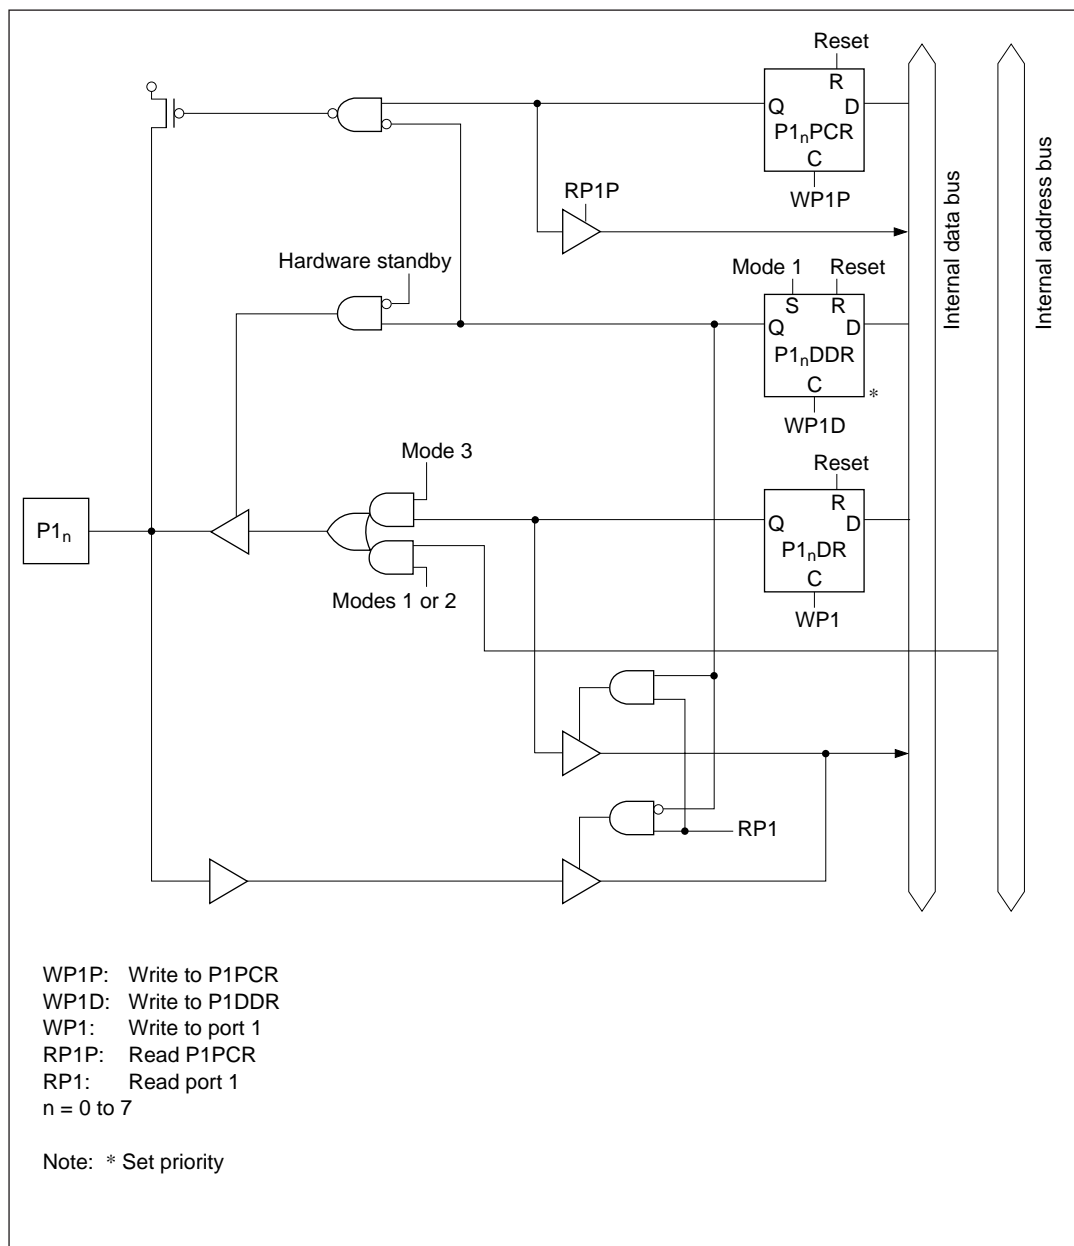 Reset
R
Q D
P1nPCR
C
WP1P
RP1P
Internal data bus
Internal address bus
Hardware standby
Mode 1 Reset
S R
Q D
P1nDDR
C
*
WP1D
Mode 3
Reset
R
Q D
P1n
P1nDR
C
Modes 1 or 2
WP1
RP1
WP1P: Write to P1PCR
WP1D: Write to P1DDR
WP1: Write to port 1
RP1P: Read P1PCR
RP1: Read port 1
n = 0 to 7
Note: * Set priority